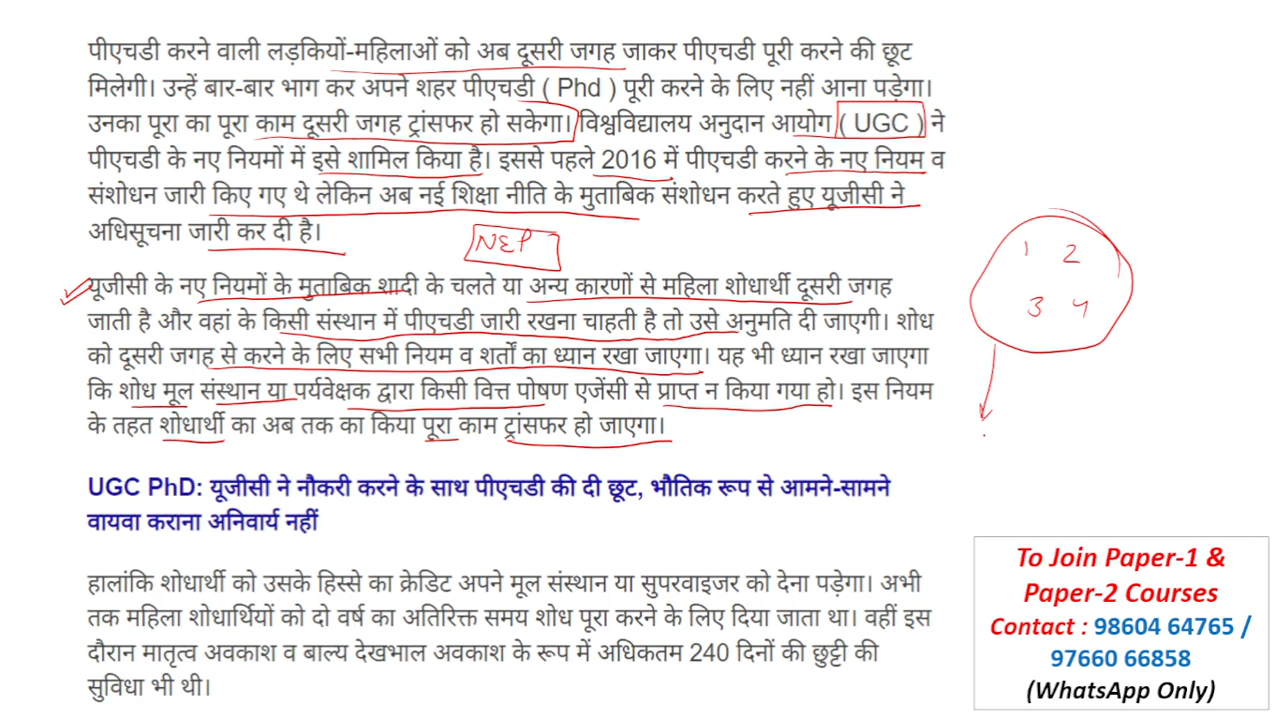 पीएचडी करने वाली लड़कियों-महिलाओं को अब दूसरी जगह जाकर पीएचडी पूरी करने की छूट
मिलेगी। उन्हें बार-बार भाग कर अपने शहर पीएचडी ( Phd ) पूरी करने के लिए नहीं आना पड़ेगा।
उनका पूरा का पूरा काम दूसरी जगह ट्रांसफर हो सकेगा। विश्वविद्यालय अनुदान आयोग ( UGC ) ने
पीएचडी के नए नियमों में इसे शामिल किया है। इससे पहले 2016 में पीएचडी करने के नए नियम व
संशोधन जारी किए गए थे लेकिन अब नई शिक्षा नीति के मुताबिक संशोधन करते हुए यूजीसी ने
अधिसूचना जारी कर दी है।
NEP
यूजीसी के नए नियमों के मुताबिक शादी के चलते या अन्य कारणों से महिला शोधार्थी दूसरी जगह
जाती है और वहां के किसी संस्थान में पीएचडी जारी रखना चाहती है तो उसे अनुमति दी जाएगी। शोध
को दूसरी जगह से करने के लिए सभी नियम व शर्तों का ध्यान रखा जाएगा। यह भी ध्यान रखा जाएगा
कि शोध मूल संस्थान या पर्यवेक्षक द्वारा किसी वित्त पोषण एजेंसी से प्राप्त न किया गया हो। इस नियम
के तहत शोधार्थी का अब तक का किया पूरा काम ट्रांसफर हो जाएगा।
1 2
3 4
UGC PhD: यूजीसी ने नौकरी करने के साथ पीएचडी की दी छूट, भौतिक रूप से आमने-सामने
वायवा कराना अनिवार्य नहीं
हालांकि शोधार्थी को उसके हिस्से का क्रेडिट अपने मूल संस्थान या सुपरवाइजर को देना पड़ेगा। अभी
तक महिला शोधार्थियों को दो वर्ष का अतिरिक्त समय शोध पूरा करने के लिए दिया जाता था। वहीं इस
दौरान मातृत्व अवकाश व बाल्य देखभाल अवकाश के रूप में अधिकतम 240 दिनों की छुट्टी की
सुविधा भी थी।
To Join Paper-1 &
Paper-2 Courses
Contact : 98604 64765 /
97660 66858
(WhatsApp Only)